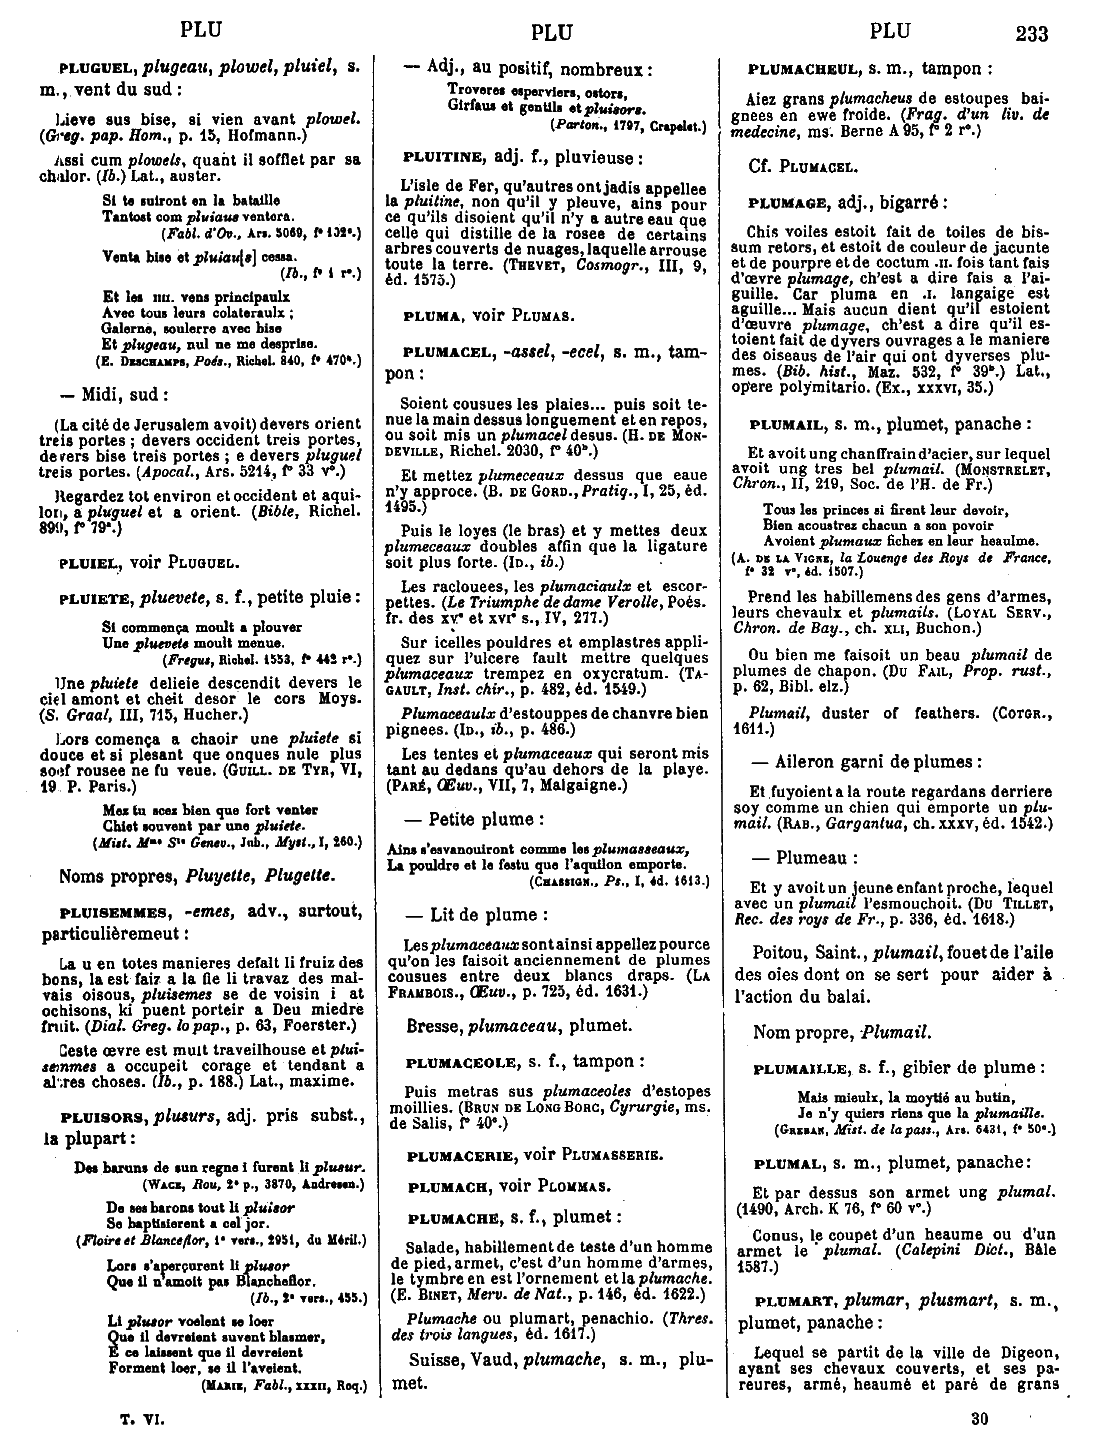 PLU
PLU
PLU
233
PLUGUEL, plugeau, plowel, pluiel, s.
m., vent du sud :
Lieve sus bise, si vien avant plowel.
(Greg. pap. Hom., p. 15, Hofmann.)
Assi cum plowels, quant il sofflet par sa
chalor. (Ib.) Lat., auster.
Si te suiront en la bataille
Tantost com pluiaus ventera.
(Fabl. d'Ov., Ars. 5069, f° 132ᵉ.)
Venta bise et pluiau[s] cessa.
(Ib., f° 1 r°.)
Et les IIII. vens principaulx
Avec tous leurs colateraulx ;
Galerne, soulerre avec bise
Et plugeau, nul ne me desprise.
(E. DESCHAMPS, Poés., Richel. 840, f° 470ᵃ.)
— Midi, sud :
(La cité de Jerusalem avoit) devers orient
treis portes ; devers occident treis portes,
devers bise treis portes ; e devers pluguel
treis portes. (Apocal., Ars. 5214, f° 33 v°.)
Regardez tot environ et occident et aqui-
lon, a pluguel et a orient. (Bible, Richel.
899, f° 79ᵃ.)
PLUIEL, voir PLUGUEL.
PLUIETE, pluevete, s. f., petite pluie :
Si commença moult a plouver
Une pluevete moult menue.
(Fregus, Richel. 1553, f° 442 r°.)
Une pluiete delieie descendit devers le
ciel amont et cheit desor le cors Moys.
(S. Graal, III, 715, Hucher.)
Lors comença a chaoir une pluiete si
douce et si plesant que onques nule plus
soef rousee ne fu veue. (GUILL. DE TYR, VI,
19 P. Paris.)
Mez tu scez bien que fort venter
Chiet souvent par une pluiete.
(Mist. Mᵐᵉ Sᵗᵉ Genev., Jub., Myst., I, 260.)
Noms propres, Pluyette, Plugette.
PLUISEMMES, -emes, adv., surtout,
particulièrement :
La u en totes manieres defalt li fruiz des
bons, la est faiz a la fie li travaz des mal-
vais oisous, pluisemes se de voisin i at
ochisons, ki puent porteir a Deu miedre
fruit. (Dial. Greg. lo pap., p. 63, Foerster.)
Ceste œvre est mult traveilhouse et plui-
semmes a occupeit corage et tendant a
altres choses. (Ib., p. 188.) Lat., maxime.
PLUISORS, plusurs, adj. pris subst.,
la plupart :
Des baruns de sun regne i furent li plusur.
(WACE, Rou, 2ᵉ p., 3870, Andresen.)
De ses barons tout li pluisor
Se baptisierent a cel jor.
(Floire et Blanceflor, 1ᵉ vers., 2951, du Méril.)
Lors s'aperçurent li plusor
Que il n'amoit pas Blancheflor.
(Ib., 2ᵉ vers., 455.)
Li plusor voelent se loer
Que il devreient suvent blasmer,
E ce laissent que il devreient
Forment loer, se il l'aveient.
(MARIE, Fabl., XXXII, Roq.)
T. VI.
— Adj., au positif, nombreux :
Troveres esperviers, ostors,
Girfaus et gentils et pluisors.
(Parton., 1797, Crapelet.)
PLUITINE, adj. f., pluvieuse :
L'isle de Fer, qu'autres ont jadis appellee
la pluitine, non qu'il y pleuve, ains pour
ce qu'ils disoient qu'il n'y a autre eau que
celle qui distille de la rosee de certains
arbres couverts de nuages, laquelle arrouse
toute la terre. (THEVET, Cosmogr., III, 9,
éd. 1575.)
PLUMA, voir PLUMAS.
PLUMACEL, -assel, -ecel, s. m., tam-
pon :
Soient cousues les plaies... puis soit te-
nue la main dessus longuement et en repos,
ou soit mis un plumacel desus. (H. DE MON-
DEVILLE, Richel. 2030, f° 40ᵇ.)
Et mettez plumeceaux dessus que eaue
n'y approce. (B. DE GORD., Pratiq., I, 25, éd.
1495.)
Puis le loyes (le bras) et y mettes deux
plumeceaux doubles affin que la ligature
soit plus forte. (ID., ib.)
Les raclouees, les plumaciaulx et escor-
pettes. (Le Triumphe de dame Verolle, Poés.
fr. des XVᵉ et XVIᵉ s., IV, 277.)
Sur icelles pouldres et emplastres appli-
quez sur l'ulcere fault mettre quelques
plumaceaux trempez en oxycratum. (TA-
GAULT, Inst. chir., p. 482, éd. 1549.)
Plumaceaulx d'estouppes de chanvre bien
pignees. (ID., ib., p. 486.)
Les tentes et plumaceaux qui seront mis
tant au dedans qu'au dehors de la playe.
(PARÉ, Œuv., VII, 7, Malgaigne.)
— Petite plume :
Ains s'esvanouiront comme les plumasseaux,
La pouldre et le festu que l'aquilon emporte.
(CHASSIGN., Ps., I, éd. 1613.)
— Lit de plume :
Les plumaceaux sont ainsi appellez pource
qu'on les faisoit anciennement de plumes
cousues entre deux blancs draps. (LA
FRAMBOIS., Œuv., p. 725, éd. 1631.)
Bresse, plumaceau, plumet.
PLUMACEOLE, s. f., tampon :
Puis metras sus plumaceoles d'estopes
moillies. (BRUN DE LONG BORC, Cyrurgie, ms.
de Salis, f° 40ᵃ.)
PLUMACERIE, voir PLUMASSERIE.
PLUMACH, voir PLOMMAS.
PLUMACHE, s. f., plumet :
Salade, habillement de teste d'un homme
de pied, armet, c'est d'un homme d'armes,
le tymbre en est l'ornement et la plumache.
(E. BINET, Merv. de Nat., p. 146, éd. 1622.)
Plumache ou plumart, penachio. (Thres.
des trois langues, éd. 1617.)
Suisse, Vaud, plumache, s. m., plu-
met.
PLUMACHEUL, s. m., tampon :
Aiez grans plumacheus de estoupes bai-
gnees en ewe froide. (Frag. d'un liv. de
medecine, ms. Berne A 95, f° 2 r°.)
Cf. PLUMACEL.
PLUMAGE, adj., bigarré :
Chis voiles estoit fait de toiles de bis-
sum retors, et estoit de couleur de jacunte
et de pourpre et de coctum .II. fois tant fais
d'œvre plumage, ch'est a dire fais a l'ai-
guille. Car pluma en .I. langaige est
aguille... Mais aucun dient qu'il estoient
d'œuvre plumage, ch'est a dire qu'il es-
toient fait de dyvers ouvrages a le maniere
des oiseaus de l'air qui ont dyverses plu-
mes. (Bib. hist., Maz. 532, f° 39ᵇ.) Lat.,
opere polymitario. (Ex., XXXVI, 35.)
PLUMAIL, s. m., plumet, panache :
Et avoit ung chanffrain d'acier, sur lequel
avoit ung tres bel plumail. (MONSTRELET,
Chron., II, 219, Soc. de l'H. de Fr.)
Tous les princes si firent leur devoir,
Bien acoustrez chacun a son povoir
Avoient plumaux fichez en leur heaulme.
(A. DE LA VIGNE, la Louenge des Roys de France,
f° 32 v°, éd. 1507.)
Prend les habillemens des gens d'armes,
leurs chevaulx et plumails. (LOYAL SERV.,
Chron. de Bay., ch. XLI, Buchon.)
Ou bien me faisoit un beau plumail de
plumes de chapon. (DU FAIL, Prop. rust.,
p. 62, Bibl. elz.)
Plumail, duster of feathers. (COTGR.,
1611.)
— Aileron garni de plumes :
Et fuyoient a la route regardans derriere
soy comme un chien qui emporte un plu-
mail. (RAB., Gargantua, ch. XXXV, éd. 1542.)
— Plumeau :
Et y avoit un jeune enfant proche, lequel
avec un plumail l'esmouchoit. (DU TILLET,
Rec. des roys de Fr., p. 336, éd. 1618.)
Poitou, Saint., plumail, fouet de l'aile
des oies dont on se sert pour aider à
l'action du balai.
Nom propre, Plumail.
PLUMAILLE, s. f., gibier de plume :
Mais mieulx, la moytié au butin,
Je n'y quiers riens que la plumaille.
(GREBAN, Mist. de la pass., Ars. 6431, f° 50ᵃ.)
PLUMAL, s. m., plumet, panache :
Et par dessus son armet ung plumal.
(1490, Arch. K 76, f° 60 v°.)
Conus, le coupet d'un heaume ou d'un
armet le plumal. (Calepini Dict., Bâle
1587.)
PLUMART, plumar, plusmart, s. m.,
plumet, panache :
Lequel se partit de la ville de Digeon,
ayant ses chevaux couverts, et ses pa-
reures, armé, heaumé et paré de grans
30